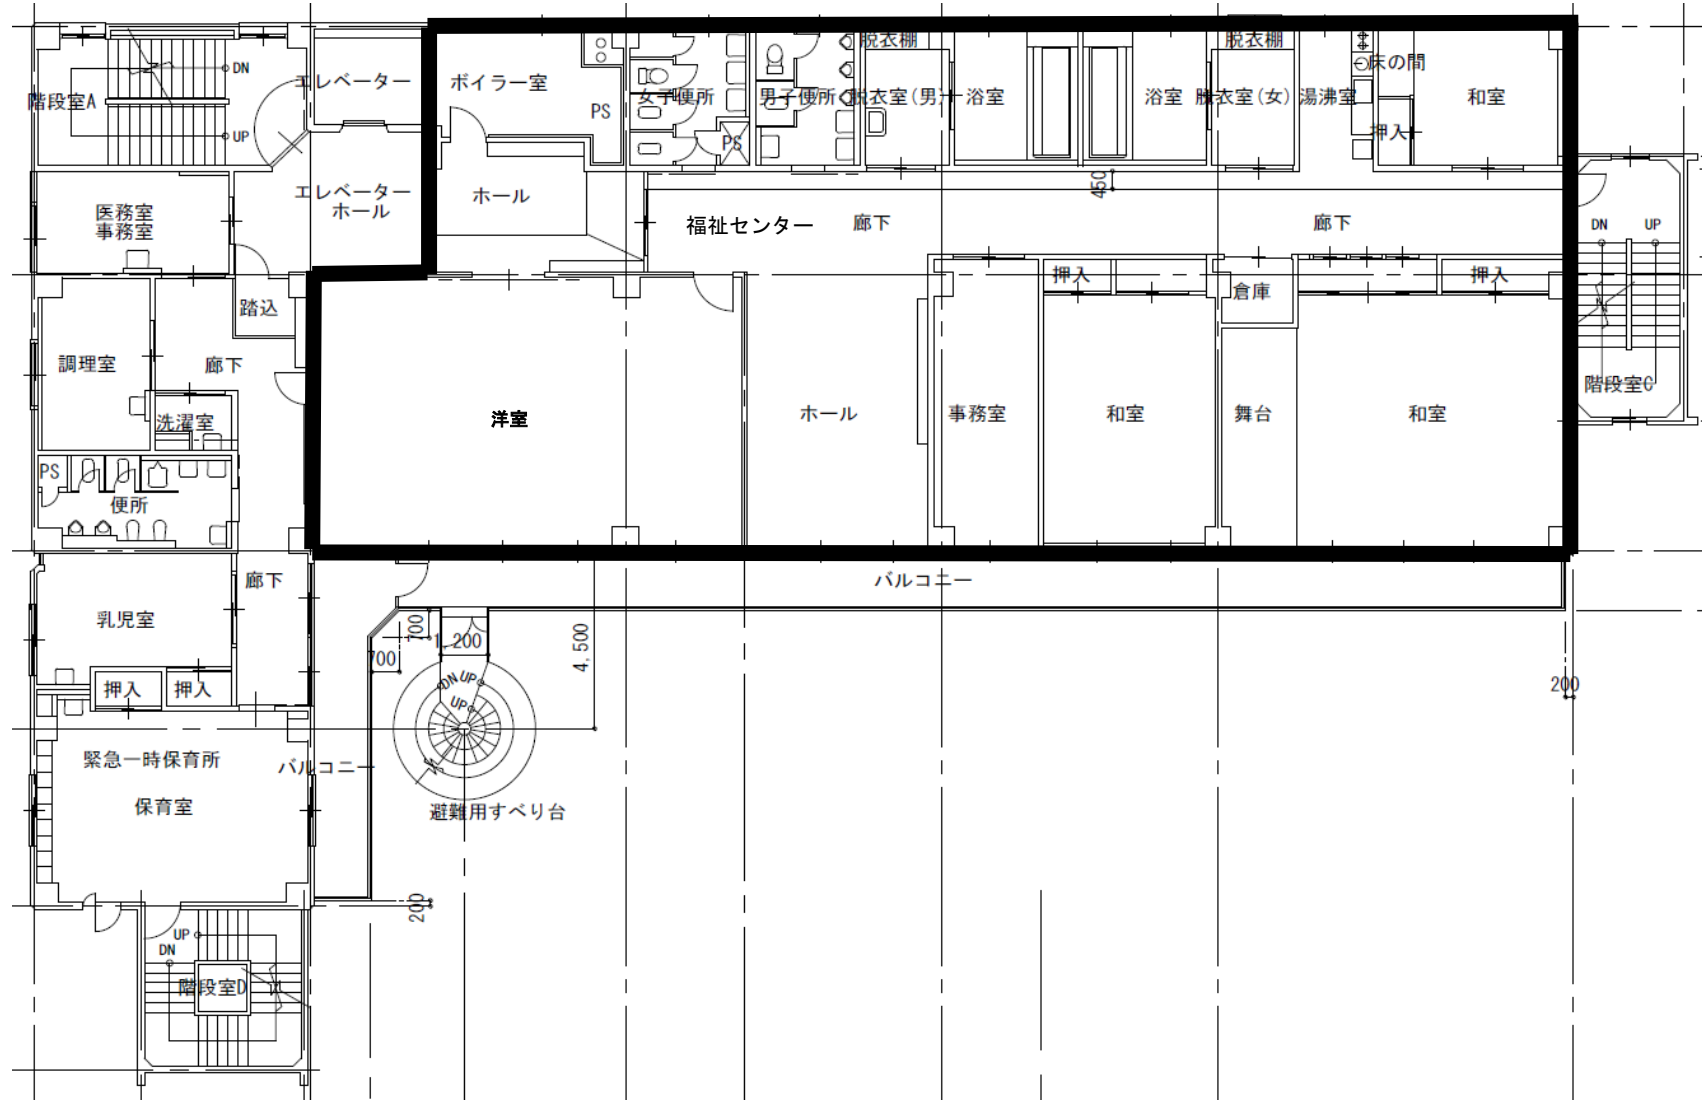 脱衣棚
脱衣棚
床の間
DN
階段室A
エレベーター
ボイラー室
PS
女子便所
男子便所
脱衣室(男)
浴室
浴室
脱衣室(女)
湯沸室
和室
UP
PS
押入
医務室
事務室
エレベーター
ホール
ホール
450
福祉センター
廊下
廊下
DN
UP
踏込
押入
倉庫
押入
調理室
廊下
洗濯室
洋室
ホール
事務室
和室
舞台
和室
階段室C
PS
便所
廊下
バルコニー
乳児室
700
1,200
700
4,500
押入
押入
DN
UP
UP
200
緊急一時保育所
バルコニー
保育室
避難用すべり台
200
UP
DN
階段室D